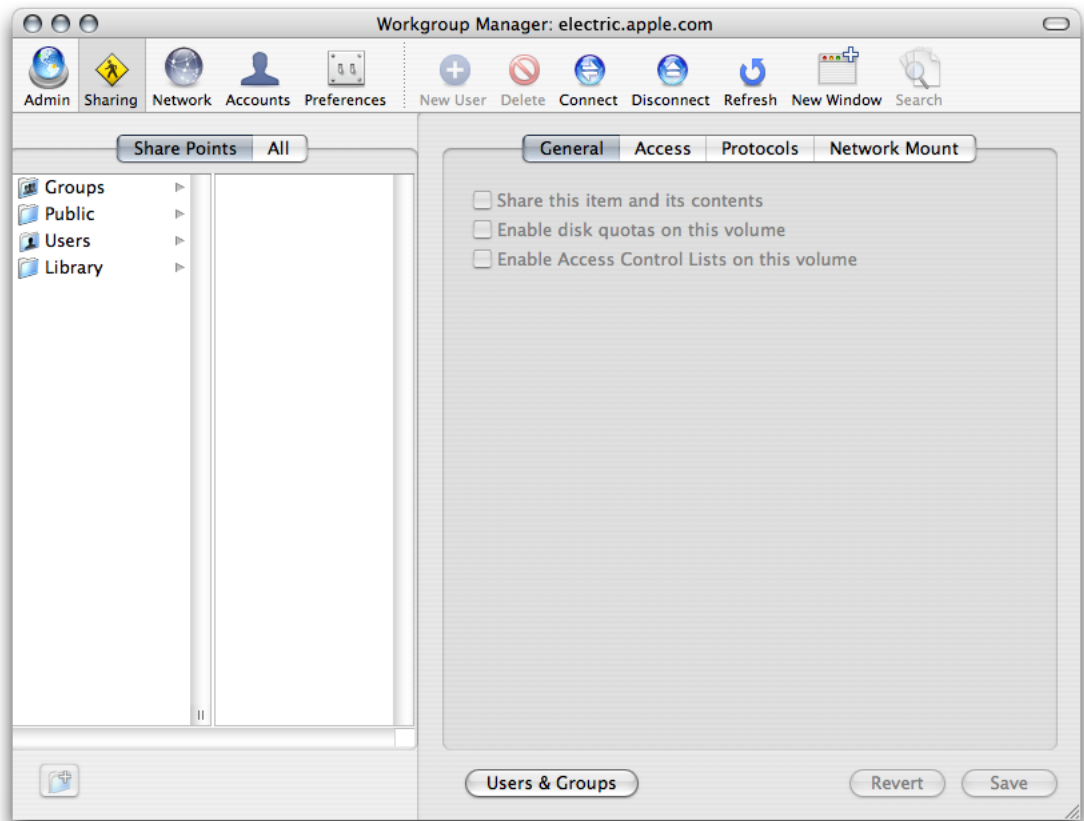 Workgroup Manager: electric.apple.com
Admin Sharing Network Accounts Preferences New User Delete Connect Disconnect Refresh New Window Search
Share Points All
General Access Protocols Network Mount
Groups
Public
Users
Library
Share this item and its contents
Enable disk quotas on this volume
Enable Access Control Lists on this volume
Users & Groups
Revert Save